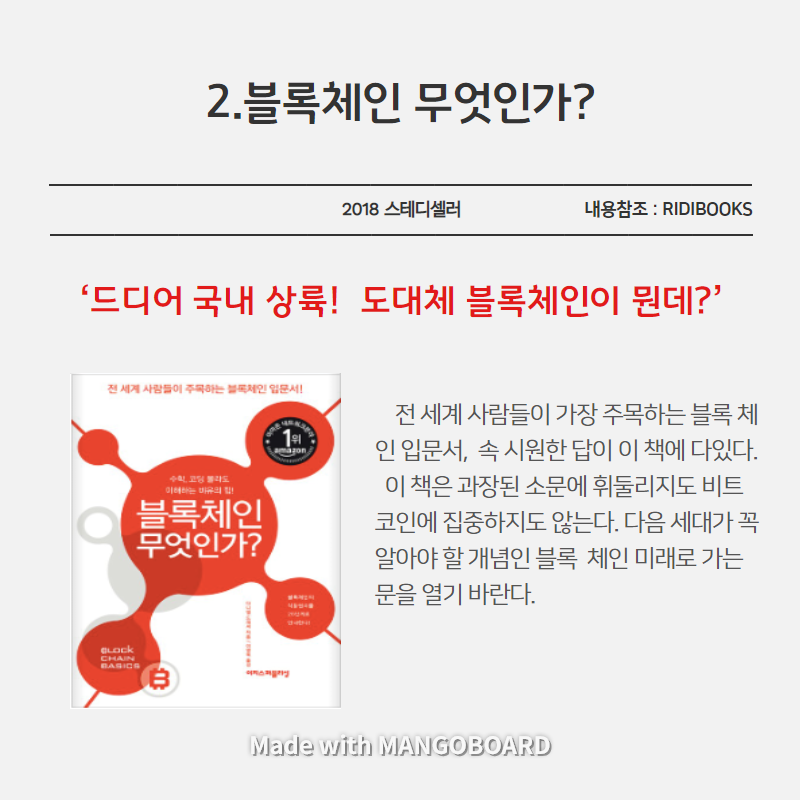 2.블록체인 무엇인가?
2018 스테디셀러
내용참조 : RIDIBOOKS
‘드디어 국내 상륙! 도대체 블록체인이 뭔데?’
전 세계 사람들이 주목하는 블록체인 입문서!
1위
amazon
수학, 코딩 몰라도
이해하는 비유의 힘!
블록체인
무엇인가?
BLOCK
CHAIN
BASICS
이지스퍼블리싱
전 세계 사람들이 가장 주목하는 블록 체
인 입문서, 속 시원한 답이 이 책에 다있다.
이 책은 과장된 소문에 휘둘리지도 비트
코인에 집중하지도 않는다. 다음 세대가 꼭
알아야 할 개념인 블록 체인 미래로 가는
문을 열기 바란다.
Made with MANGOBOARD